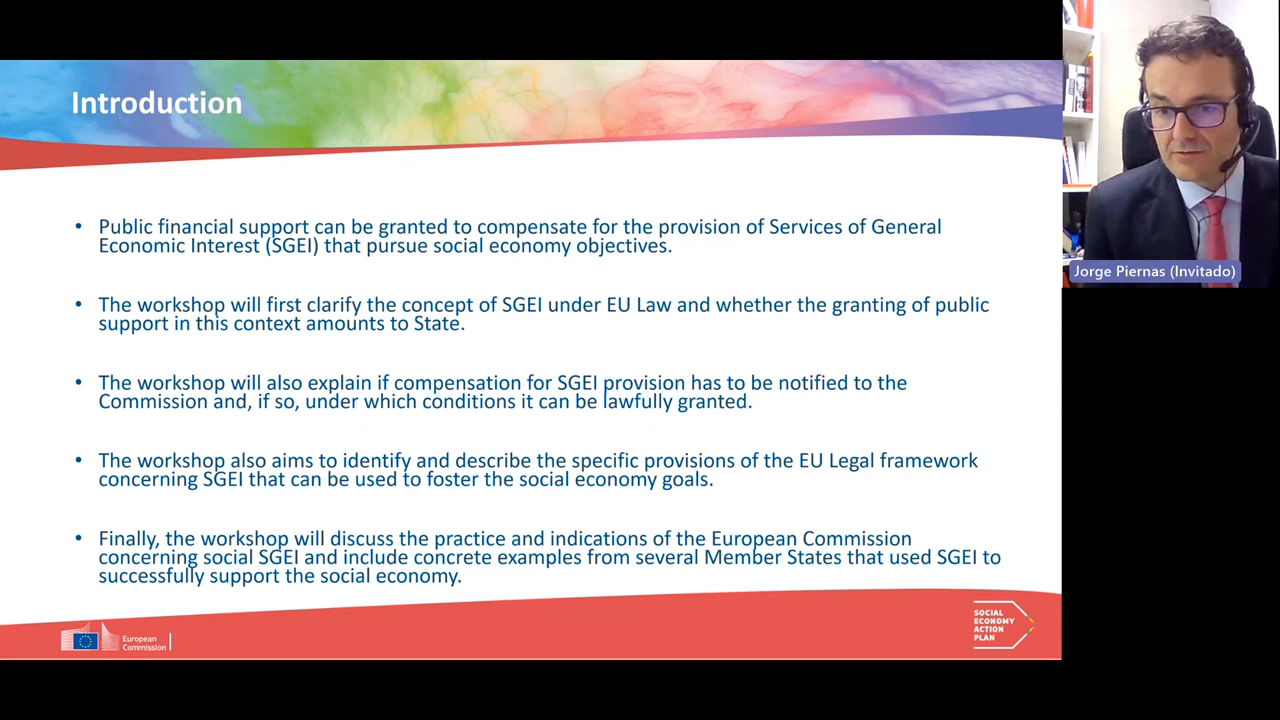 Introduction
• Public financial support can be granted to compensate for the provision of Services of General
Economic Interest (SGEI) that pursue social economy objectives.
• The workshop will first clarify the concept of SGEI under EU Law and whether the granting of public
support in this context amounts to State.
• The workshop will also explain if compensation for SGEI provision has to be notified to the
Commission and, if so, under which conditions it can be lawfully granted.
• The workshop also aims to identify and describe the specific provisions of the EU Legal framework
concerning SGEI that can be used to foster the social economy goals.
• Finally, the workshop will discuss the practice and indications of the European Commission
concerning social SGEI and include concrete examples from several Member States that used SGEI to
successfully support the social economy.
European
Commission
SOCIAL
ECONOMY
ACTION
PLAN
Jorge Piernas (Invitado)